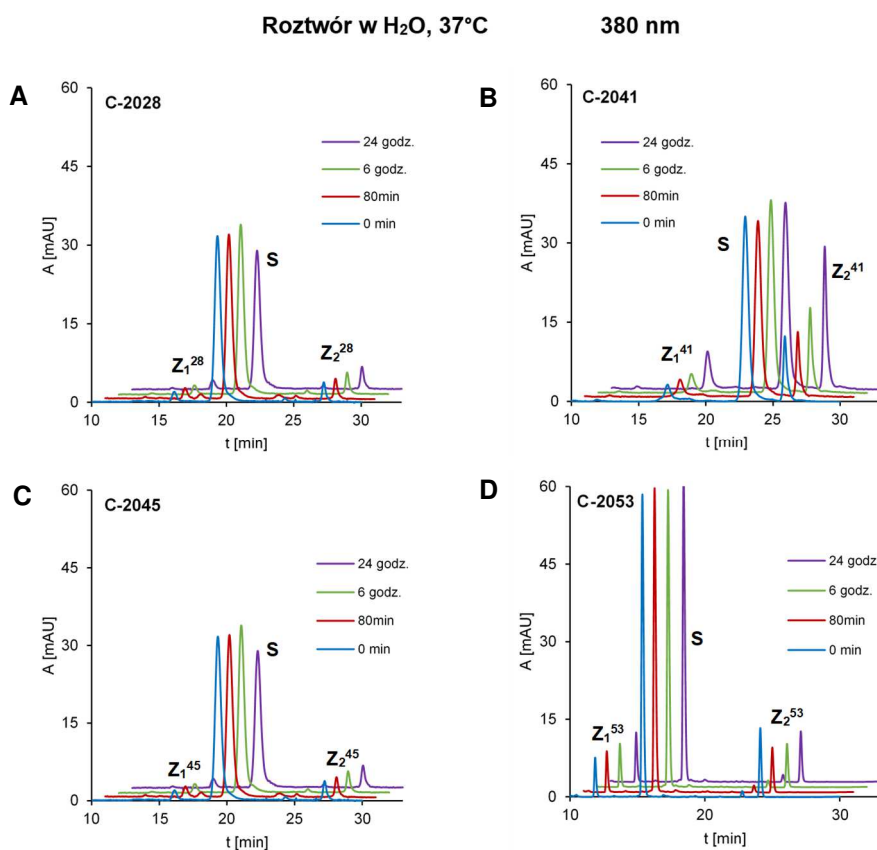 Roztwór w H₂O, 37°C 380 nm
A
C-2028
60
45
30
15
0
A [mAU]
24 godz.
6 godz.
80min
0 min
S
Z₁²⁸
Z₂²⁸
10 15 20 25 30
t [min]
B
C-2041
60
45
30
15
0
A [mAU]
24 godz.
6 godz.
80min
0 min
S
Z₂⁴¹
Z₁⁴¹
10 15 20 25 30
t [min]
C
C-2045
60
45
30
15
0
A [mAU]
24 godz.
6 godz.
80min
0 min
S
Z₁⁴⁵
Z₂⁴⁵
10 15 20 25 30
t [min]
D
C-2053
60
45
30
15
0
A [mAU]
24 godz.
6 godz.
80min
0 min
S
Z₁⁵³
Z₂⁵³
10 15 20 25 30
t [min]